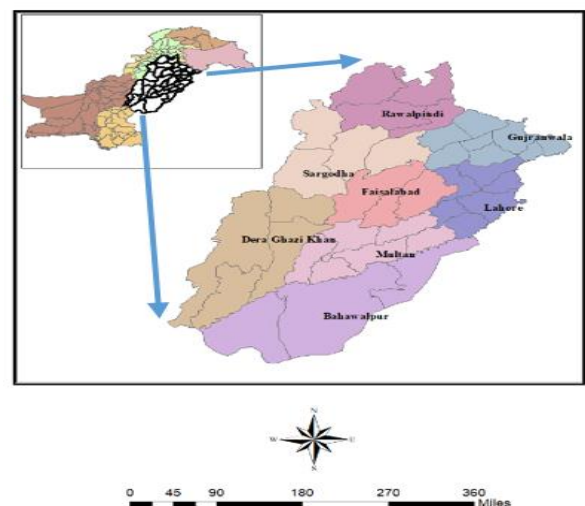 Rawalpindi
Gujranwala
Sargodha
Faisalabad
Lahore
Dera Ghazi Khan
Multan
Bahawalpur
N
W E
S
0 45 90 180 270 360
Miles